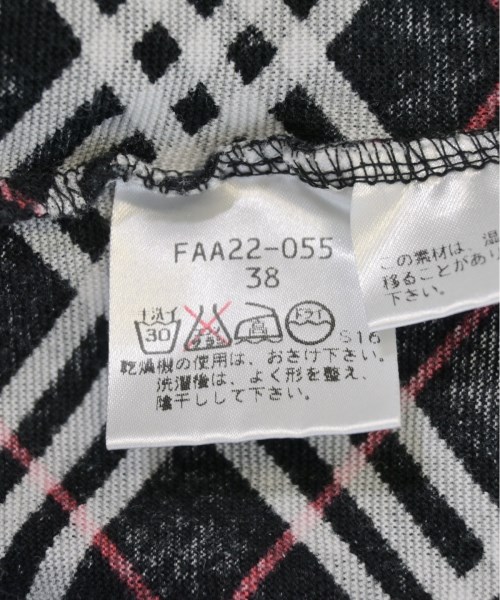 FAA22-055
38
手洗イ
30
中
ドライ
S16
乾燥機の使用は、おさけ下さい。
洗濯後は、よく形を整え、
陰干しして下さい。
この素材は、温
移ることがあり
下さい。